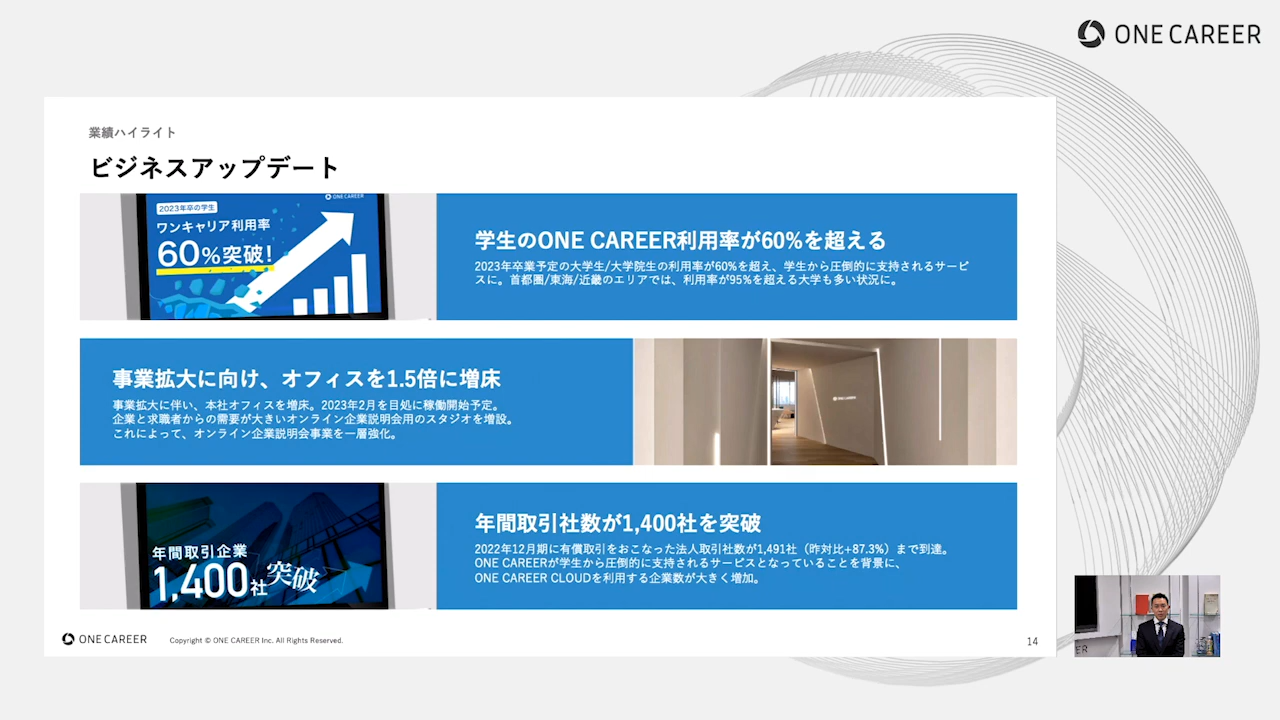 ONE CAREER
業績ハイライト
ビジネスアップデート
ONE CAREER
2023年卒の学生
ワンキャリア利用率
60%突破!
学生のONE CAREER利用率が60%を超える
2023年卒業予定の大学生/大学院生の利用率が60%を超え、学生から圧倒的に支持されるサービ
スに。首都圏/東海/近畿のエリアでは、利用率が95%を超える大学も多い状況に。
事業拡大に向け、オフィスを1.5倍に増床
事業拡大に伴い、本社オフィスを増床。2023年2月を目処に稼働開始予定。
企業と求職者からの需要が大きいオンライン企業説明会用のスタジオを増設。
これによって、オンライン企業説明会事業を一層強化。
ONE CAREER
年間取引企業
1,400社突破
年間取引社数が1,400社を突破
2022年12月期に有償取引をおこなった法人取引社数が1,491社（昨対比+87.3%）まで到達。
ONE CAREERが学生から圧倒的に支持されるサービスとなっていることを背景に、
ONE CAREER CLOUDを利用する企業数が大きく増加。
ONE CAREER
Copyright © ONE CAREER Inc. All Rights Reserved.
14
ER